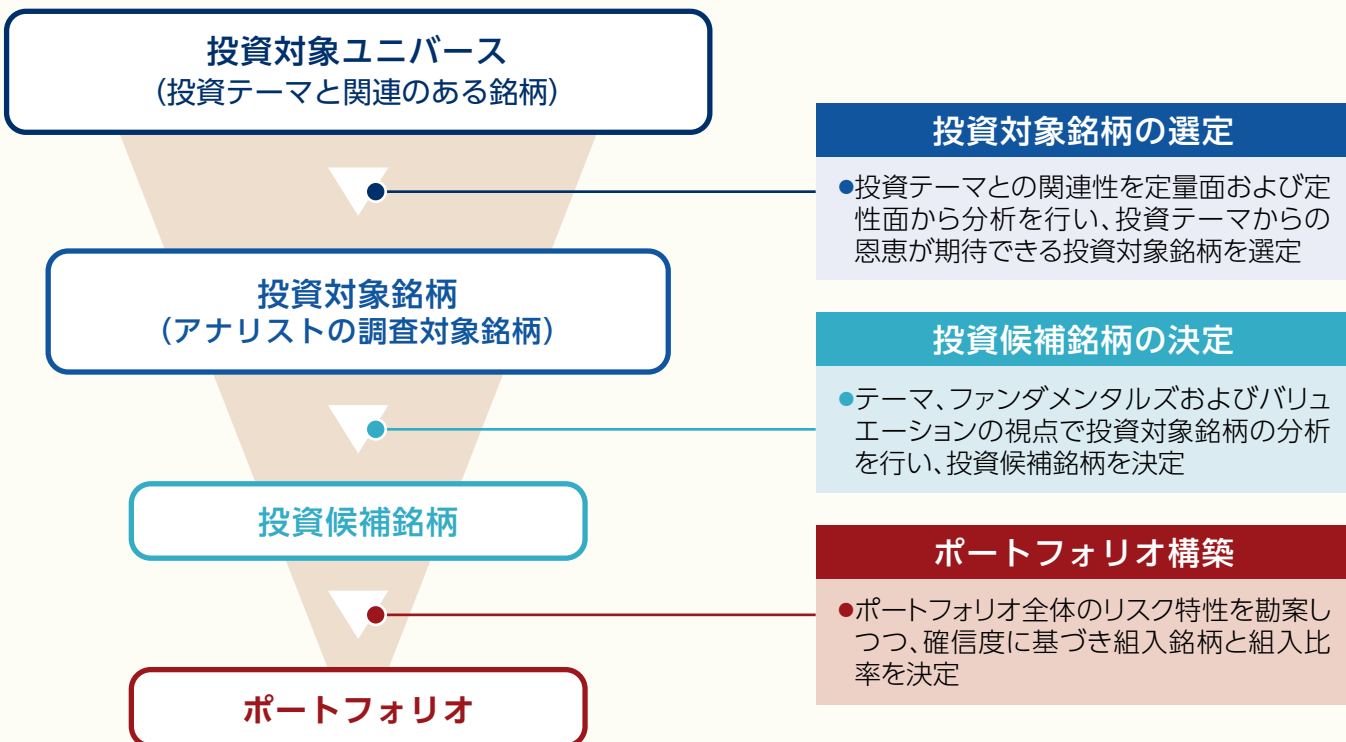 投資対象ユニバース
（投資テーマと関連のある銘柄）
投資対象銘柄の選定
●投資テーマとの関連性を定量面および定
性面から分析を行い、投資テーマからの
恩恵が期待できる投資対象銘柄を選定
投資対象銘柄
（アナリストの調査対象銘柄）
投資候補銘柄の決定
●テーマ、ファンダメンタルズおよびバリュ
エーションの視点で投資対象銘柄の分析
を行い、投資候補銘柄を決定
投資候補銘柄
ポートフォリオ構築
●ポートフォリオ全体のリスク特性を勘案し
つつ、確信度に基づき組入銘柄と組入比
率を決定
ポートフォリオ